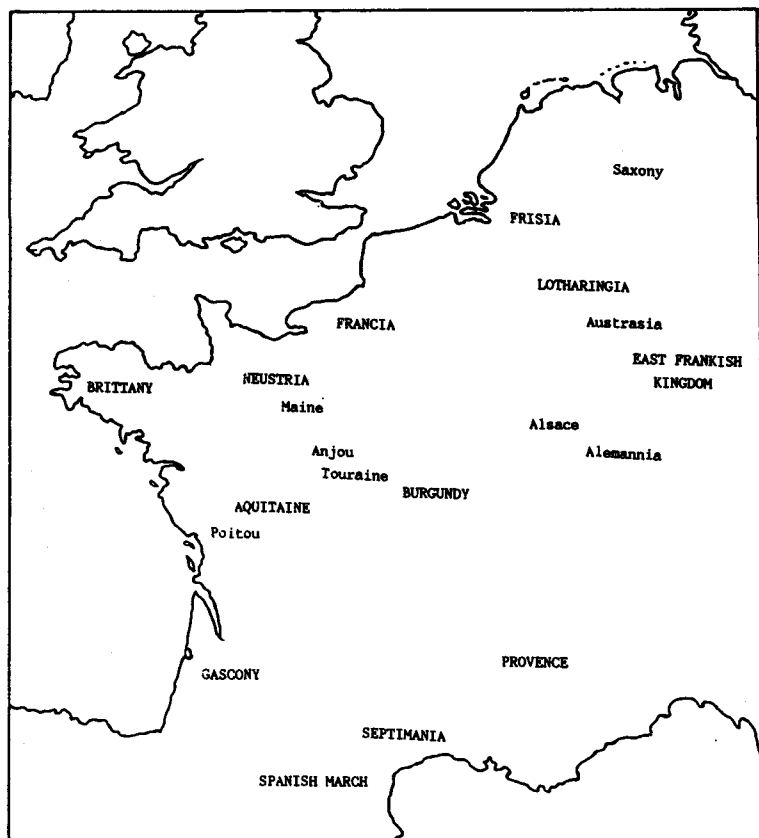 Saxony
FRISIA
LOTHARINGIA
FRANCIA
Austrasia
EAST FRANKISH
KINGDOM
BRITTANY
NEUSTRIA
Maine
Alsace
Anjou
Alemannia
Touraine
BURGUNDY
AQUITAINE
Poitou
PROVENCE
GASCONY
SEPTIMANIA
SPANISH MARCH